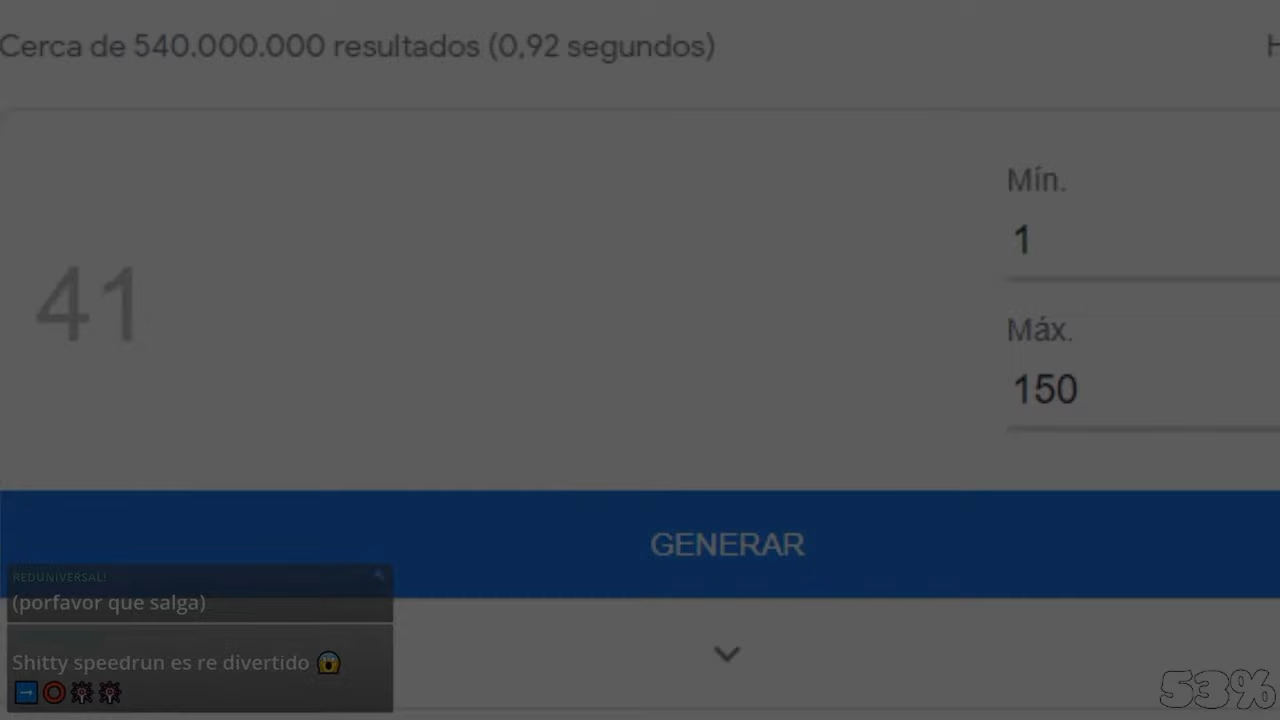 Cerca de 540.000.000 resultados (0,92 segundos)
H
Mín.
1
41
Máx.
150
GENERAR
REDUNIVERSAL!
(porfavor que salga)
Shitty speedrun es re divertido 😱
53%